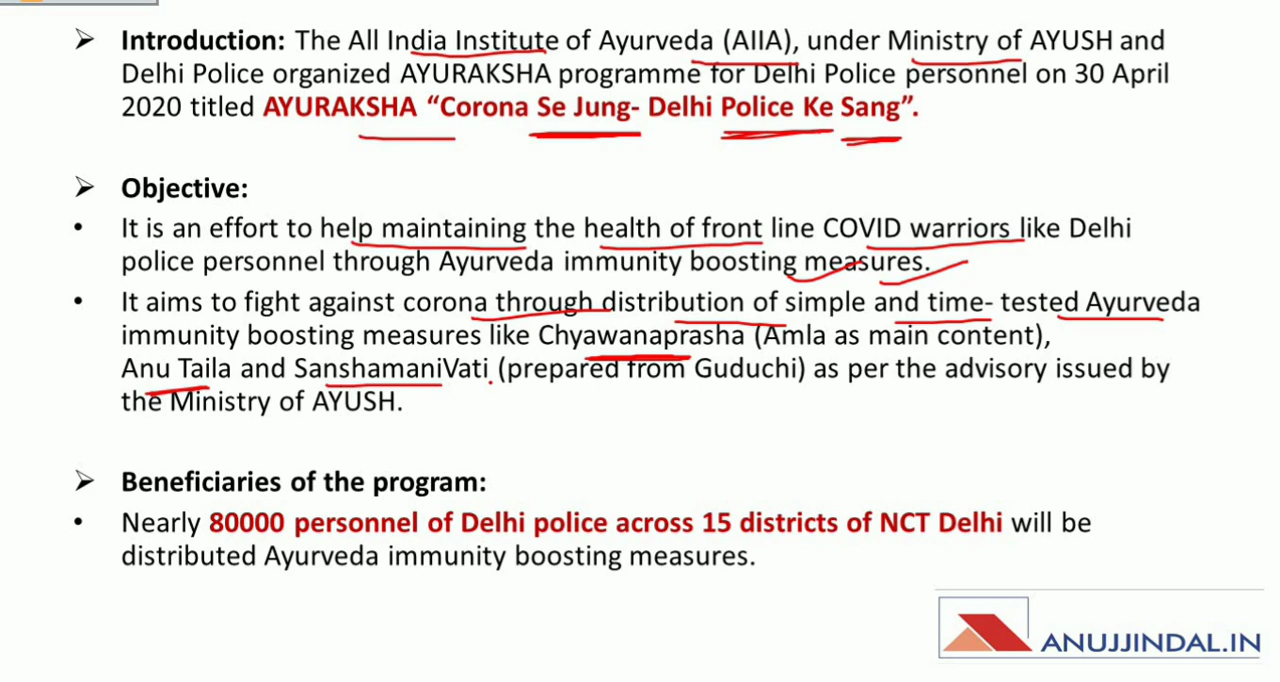 ➢ Introduction: The All India Institute of Ayurveda (AIIA), under Ministry of AYUSH and
Delhi Police organized AYURAKSHA programme for Delhi Police personnel on 30 April
2020 titled AYURAKSHA “Corona Se Jung- Delhi Police Ke Sang”.
➢ Objective:
• It is an effort to help maintaining the health of front line COVID warriors like Delhi
police personnel through Ayurveda immunity boosting measures.
• It aims to fight against corona through distribution of simple and time- tested Ayurveda
immunity boosting measures like Chyawanaprasha (Amla as main content),
Anu Taila and SanshamaniVati (prepared from Guduchi) as per the advisory issued by
the Ministry of AYUSH.
➢ Beneficiaries of the program:
• Nearly 80000 personnel of Delhi police across 15 districts of NCT Delhi will be
distributed Ayurveda immunity boosting measures.
ANUJJINDAL.IN